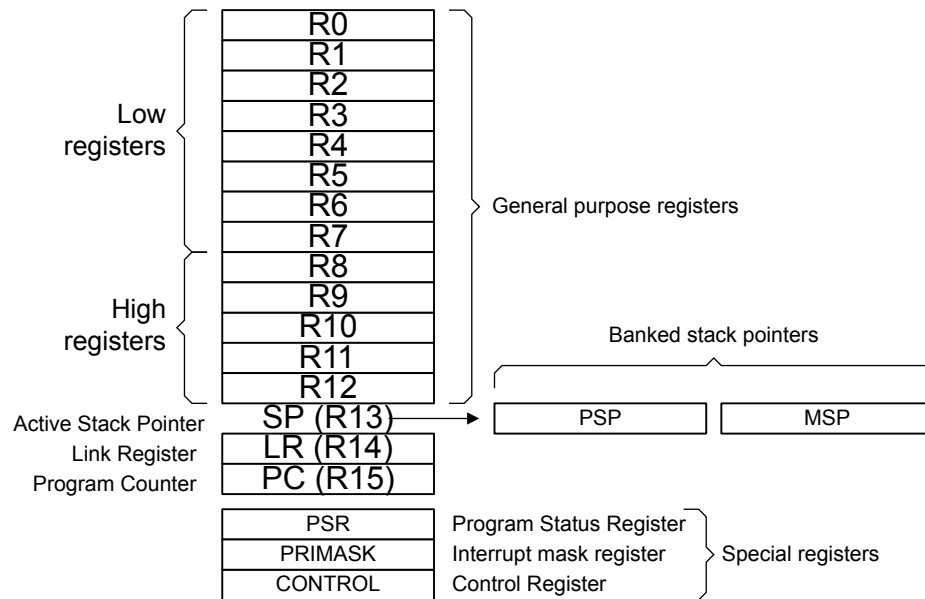 R0
R1
R2
R3
R4
R5
R6
R7
R8
R9
R10
R11
R12
SP (R13)
LR (R14)
PC (R15)
Low
registers
High
registers
General purpose registers
Active Stack Pointer
Link Register
Program Counter
Banked stack pointers
PSP
MSP
PSR
Program Status Register
PRIMASK
Interrupt mask register
CONTROL
Control Register
Special registers